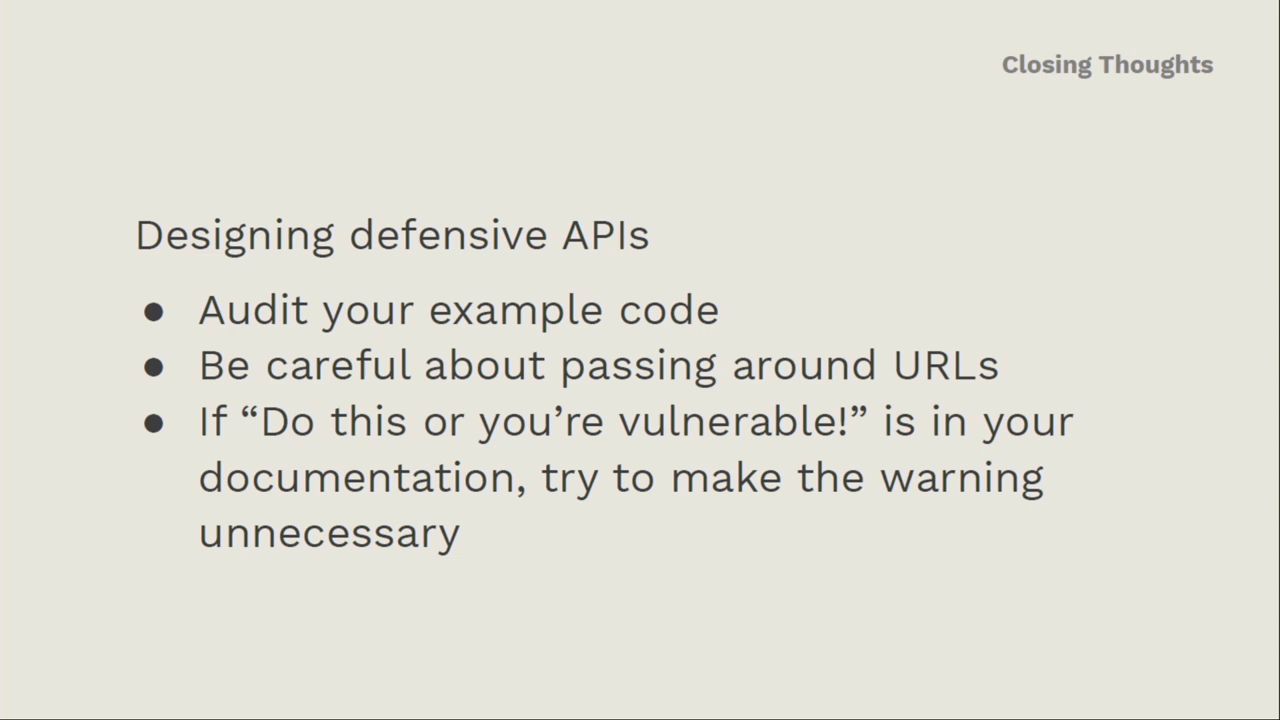 Closing Thoughts
Designing defensive APIs
● Audit your example code
● Be careful about passing around URLs
● If “Do this or you’re vulnerable!” is in your
documentation, try to make the warning
unnecessary